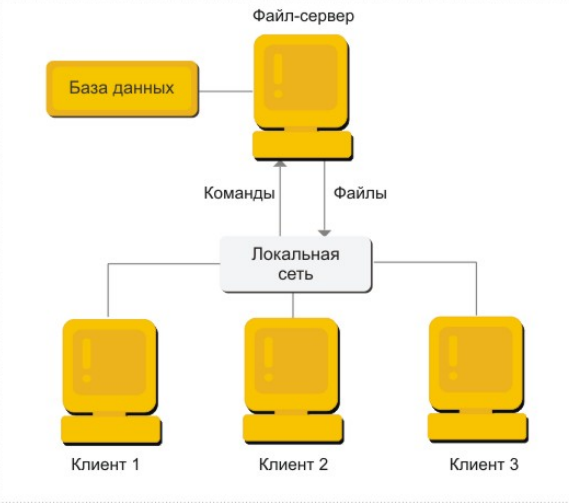 Файл-сервер
База данных
Команды
Файлы
Локальная
сеть
Клиент 1
Клиент 2
Клиент 3